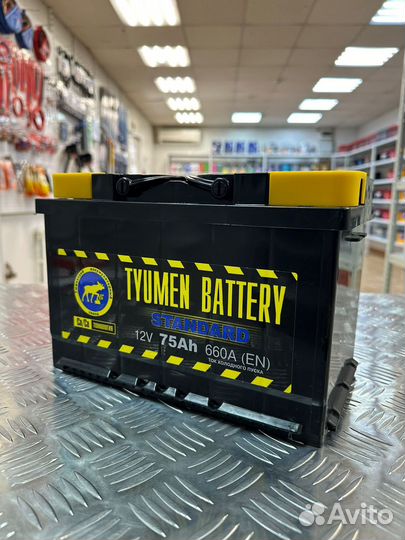 TYUMEN BATTERY
STANDARD
12V 75Ah 660A (EN)
ТОК ХОЛОДНОГО ПУСКА
Avito